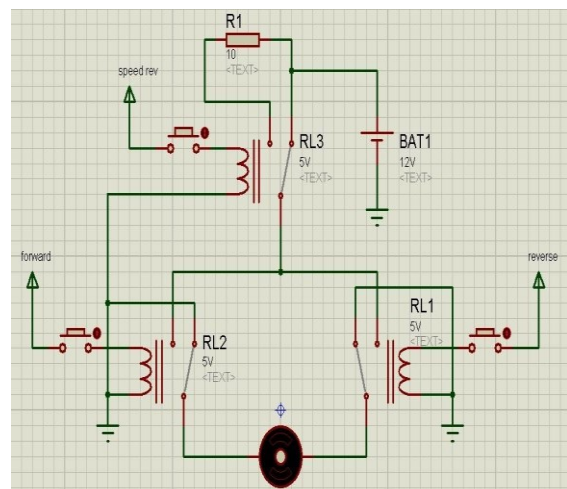 R1
10
<TEXT>
speed rev
RL3
5V
<TEXT>
BAT1
12V
<TEXT>
forward
reverse
RL1
5V
<TEXT>
RL2
5V
<TEXT>